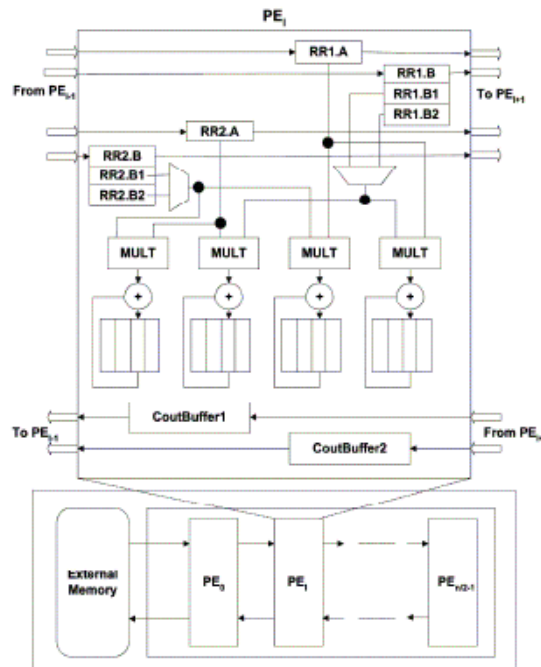 PEi
RR1.A
RR1.B
From PEi-1
RR1.B1
To PEi+1
RR1.B2
RR2.A
RR2.B
RR2.B1
RR2.B2
MULT
MULT
MULT
MULT
+
+
+
+
CoutBuffer1
To PEi-1
From PEi+
CoutBuffer2
External
Memory
PE0
PEi
PEn/2-1